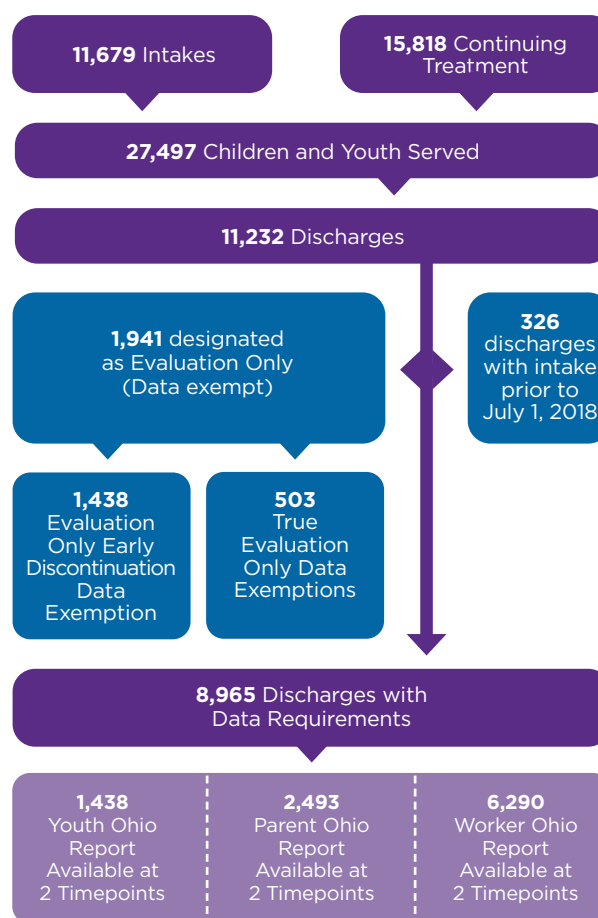 11,679 Intakes
15,818 Continuing
Treatment
27,497 Children and Youth Served
11,232 Discharges
1,941 designated
as Evaluation Only
(Data exempt)
326
discharges
with intake
prior to
July 1, 2018
1,438
Evaluation
Only Early
Discontinuation
Data
Exemption
503
True
Evaluation
Only Data
Exemptions
8,965 Discharges with
Data Requirements
1,438
Youth Ohio
Report
Available at
2 Timepoints
2,493
Parent Ohio
Report
Available at
2 Timepoints
6,290
Worker Ohio
Report
Available at
2 Timepoints